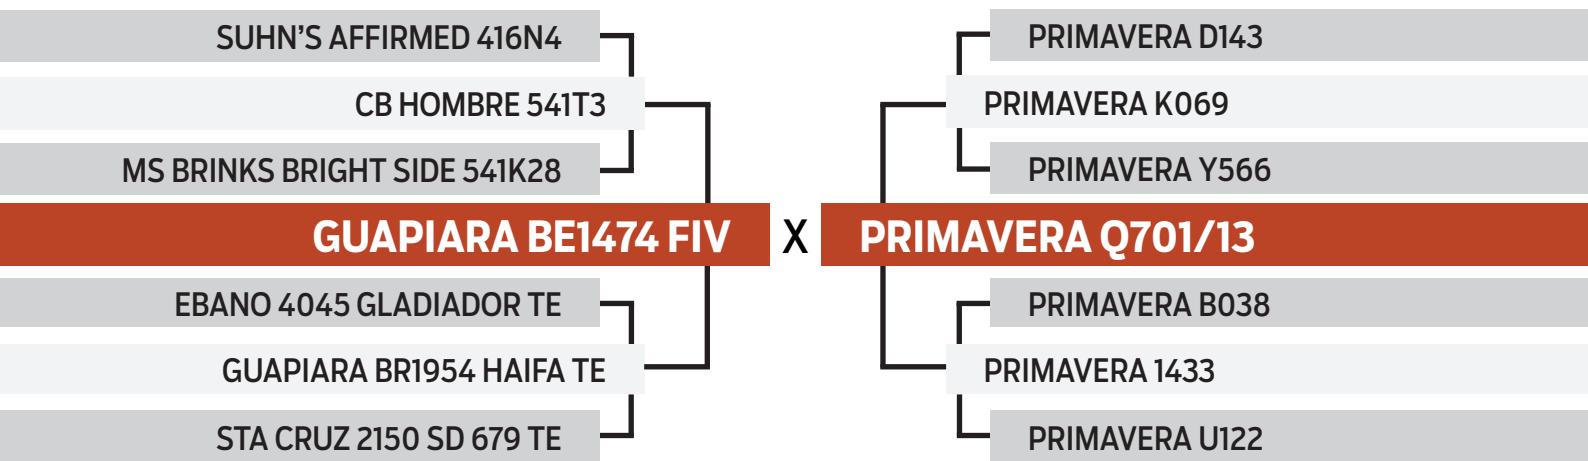 SUHN'S AFFIRMED 416N4
CB HOMBRE 541T3
MS BRINKS BRIGHT SIDE 541K28
GUAPIARA BE1474 FIV
EBANO 4045 GLADIADOR TE
GUAPIARA BR1954 HAIFA TE
STA CRUZ 2150 SD 679 TE
X
PRIMAVERA D143
PRIMAVERA K069
PRIMAVERA Y566
PRIMAVERA Q701/13
PRIMAVERA B038
PRIMAVERA 1433
PRIMAVERA U122